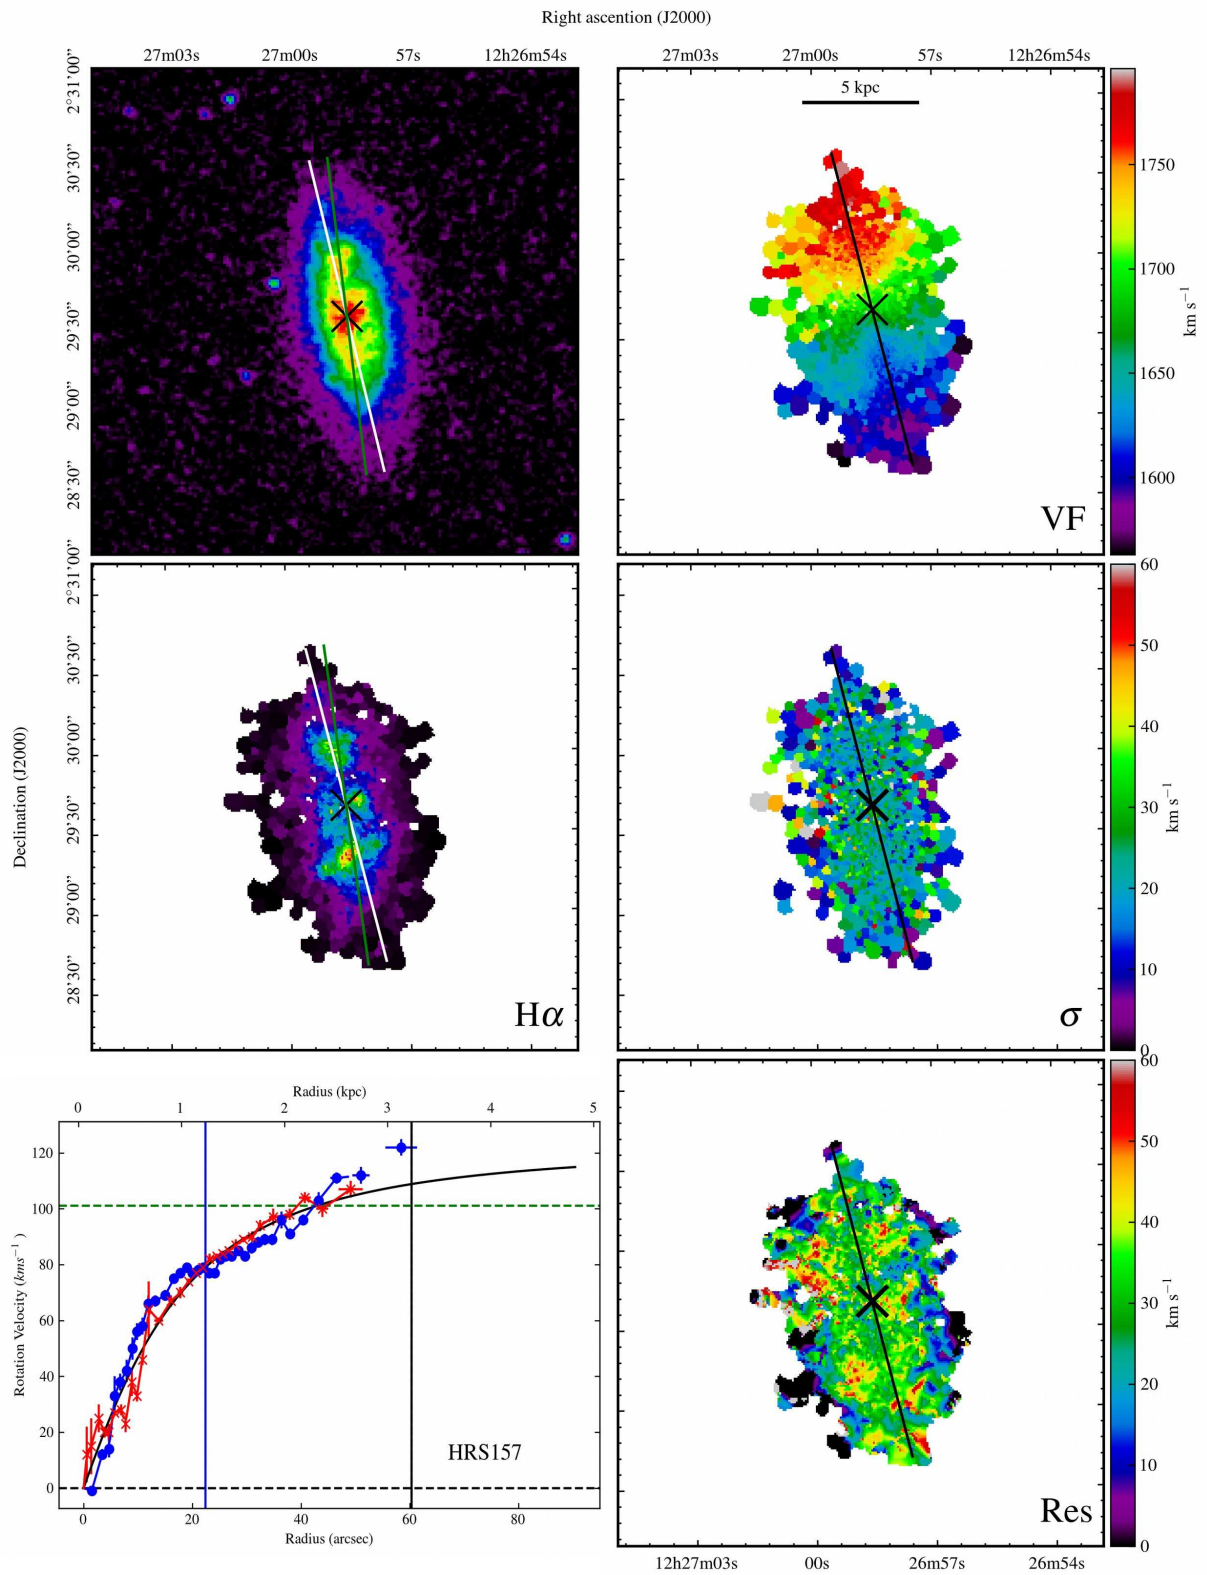 Right ascention (J2000)
27m03s 27m00s 57s 12h26m54s
27m03s 27m00s 57s 12h26m54s
2°31'00”
30'30”
30'00”
29'30”
29'00”
28'30”
5 kpc
VF
1750
1700
1650
1600
km s⁻¹
Declination (J2000)
2°31'00”
30'30”
30'00”
29'30”
29'00”
28'30”
Hα
σ
60
50
40
30
20
10
0
km s⁻¹
Radius (kpc)
0 1 2 3 4 5
Rotation Velocity (kms⁻¹ )
120
100
80
60
40
20
0
HRS157
0 20 40 60 80
Radius (arcsec)
Res
60
50
40
30
20
10
0
km s⁻¹
12h27m03s 00s 26m57s 26m54s